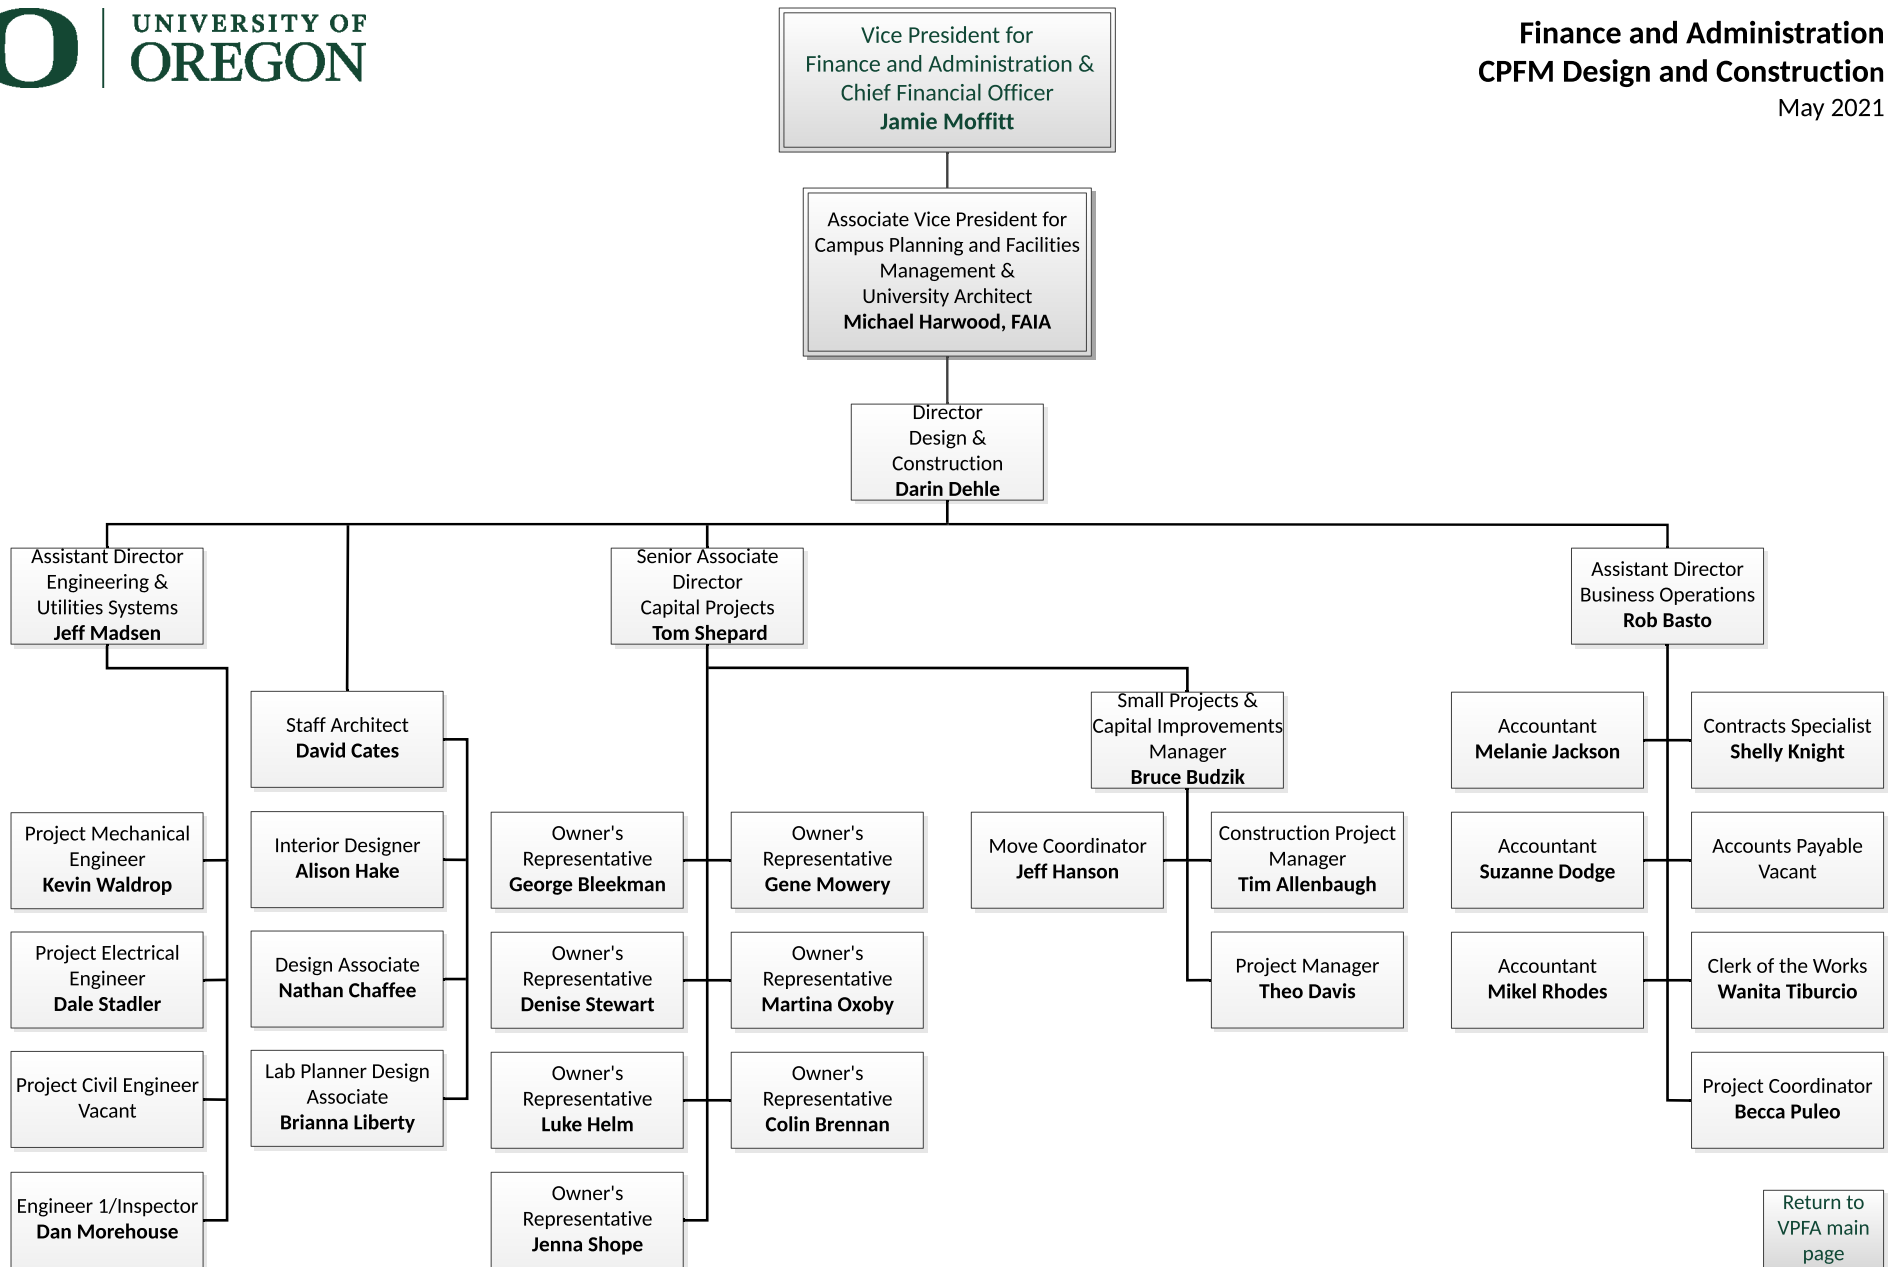 UNIVERSITY OF
OREGON
Vice President for
Finance and Administration &
Chief Financial Officer
Jamie Moffitt
Finance and Administration
CPFM Design and Construction
May 2021
Associate Vice President for
Campus Planning and Facilities
Management &
University Architect
Michael Harwood, FAIA
Director
Design &
Construction
Darin Dehle
Assistant Director
Engineering &
Utilities Systems
Jeff Madsen
Senior Associate
Director
Capital Projects
Tom Shepard
Assistant Director
Business Operations
Rob Basto
Staff Architect
David Cates
Small Projects &
Capital Improvements
Manager
Bruce Budzik
Accountant
Melanie Jackson
Contracts Specialist
Shelly Knight
Project Mechanical
Engineer
Kevin Waldrop
Interior Designer
Alison Hake
Owner's
Representative
George Bleekman
Owner's
Representative
Gene Mowery
Move Coordinator
Jeff Hanson
Construction Project
Manager
Tim Allenbaugh
Accountant
Suzanne Dodge
Accounts Payable
Vacant
Project Electrical
Engineer
Dale Stadler
Design Associate
Nathan Chaffee
Owner's
Representative
Denise Stewart
Owner's
Representative
Martina Oxoby
Project Manager
Theo Davis
Accountant
Mikel Rhodes
Clerk of the Works
Wanita Tiburcio
Project Civil Engineer
Vacant
Lab Planner Design
Associate
Brianna Liberty
Owner's
Representative
Luke Helm
Owner's
Representative
Colin Brennan
Project Coordinator
Becca Puleo
Engineer 1/Inspector
Dan Morehouse
Owner's
Representative
Jenna Shope
Return to
VPFA main
page